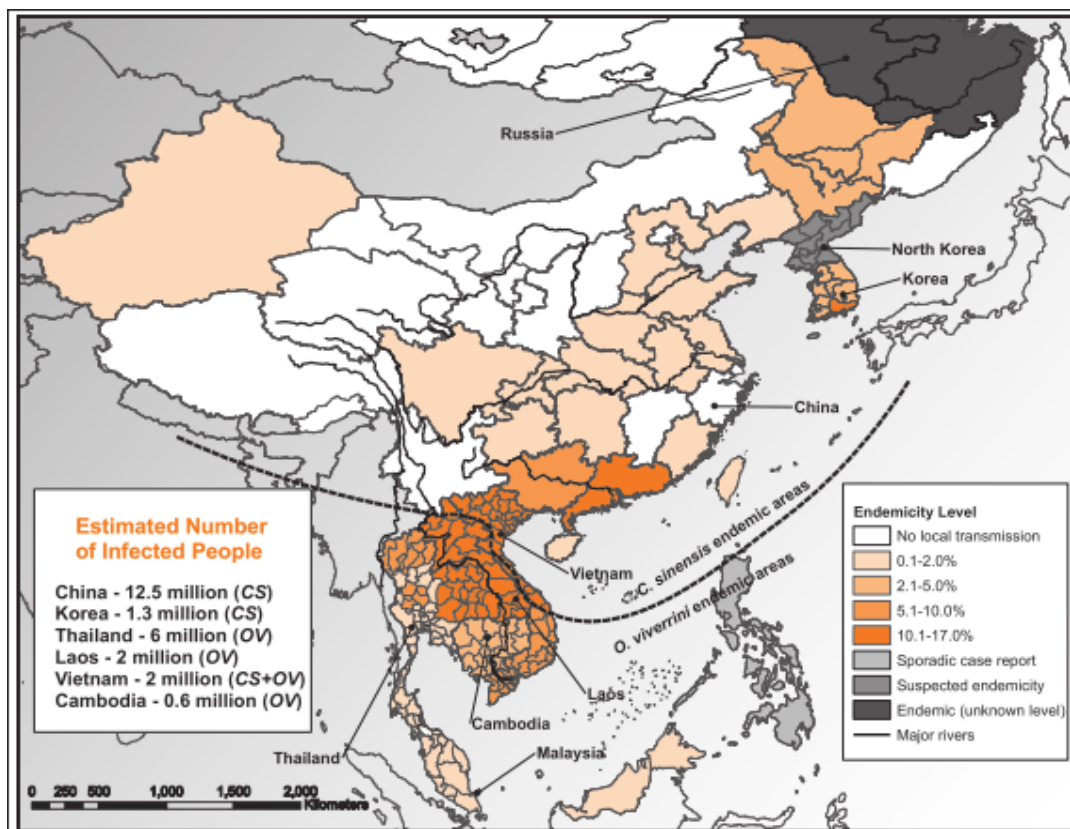 Russia
North Korea
Korea
China
C. sinensis endemic areas
O. viverrini endemic areas
Vietnam
Laos
Cambodia
Thailand
Malaysia
Estimated Number
of Infected People
China - 12.5 million (CS)
Korea - 1.3 million (CS)
Thailand - 6 million (OV)
Laos - 2 million (OV)
Vietnam - 2 million (CS+OV)
Cambodia - 0.6 million (OV)
0 250 500 1,000 1,500 2,000
Kilometers
Endemicity Level
No local transmission
0.1-2.0%
2.1-5.0%
5.1-10.0%
10.1-17.0%
Sporadic case report
Suspected endemicity
Endemic (unknown level)
Major rivers